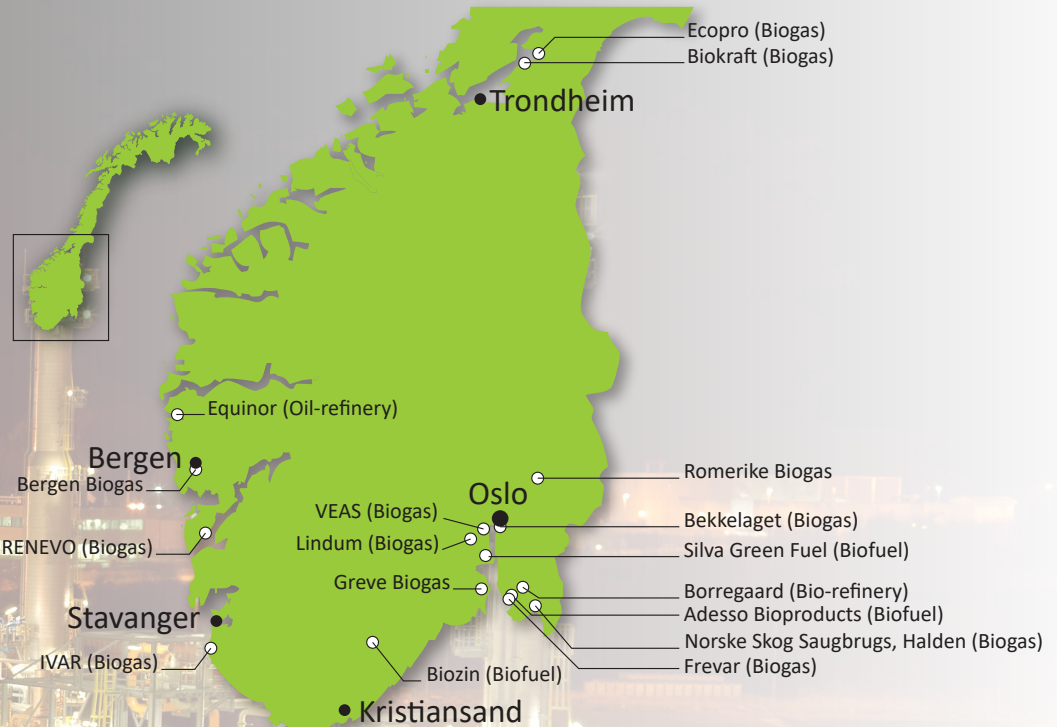 Ecopro (Biogas)
Biokraft (Biogas)
Trondheim
Equinor (Oil-refinery)
Bergen
Bergen Biogas
Romerike Biogas
Oslo
VEAS (Biogas)
Bekkelaget (Biogas)
RENEVO (Biogas)
Lindum (Biogas)
Silva Green Fuel (Biofuel)
Greve Biogas
Borregaard (Bio-refinery)
Adesso Bioproducts (Biofuel)
Stavanger
Norske Skog Saugbrugs, Halden (Biogas)
IVAR (Biogas)
Frevar (Biogas)
Biozin (Biofuel)
Kristiansand